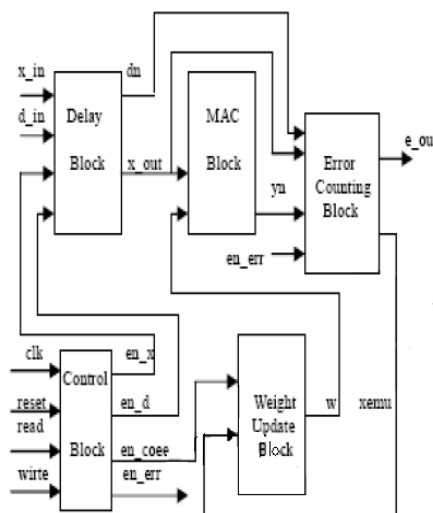 x_in
dn
d_in
Delay
Block
x_out
MAC
Block
yn
Error
Counting
Block
e_ou
en_err
clk
en_x
Control
reset
en_d
read
Block
en_coee
wirte
en_err
Weight
Update
Block
w
xemu